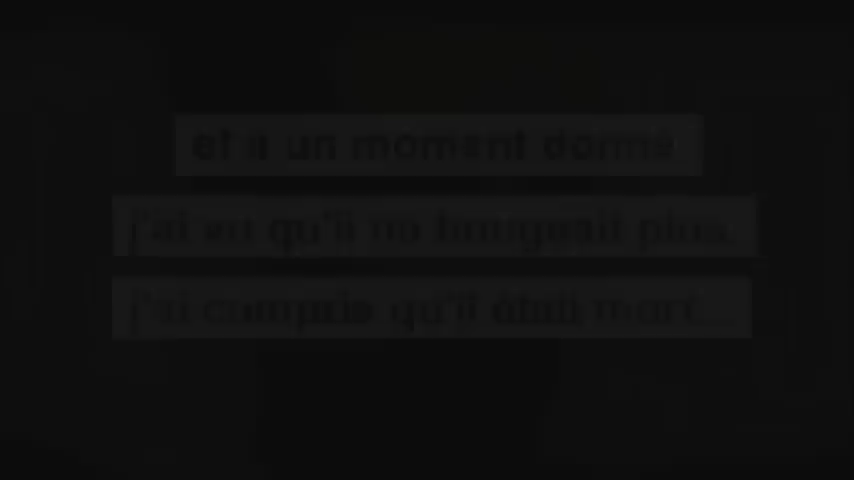 et à un moment donné
j'ai vu qu'il ne bougeait plus,
j'ai compris qu'il était mort...